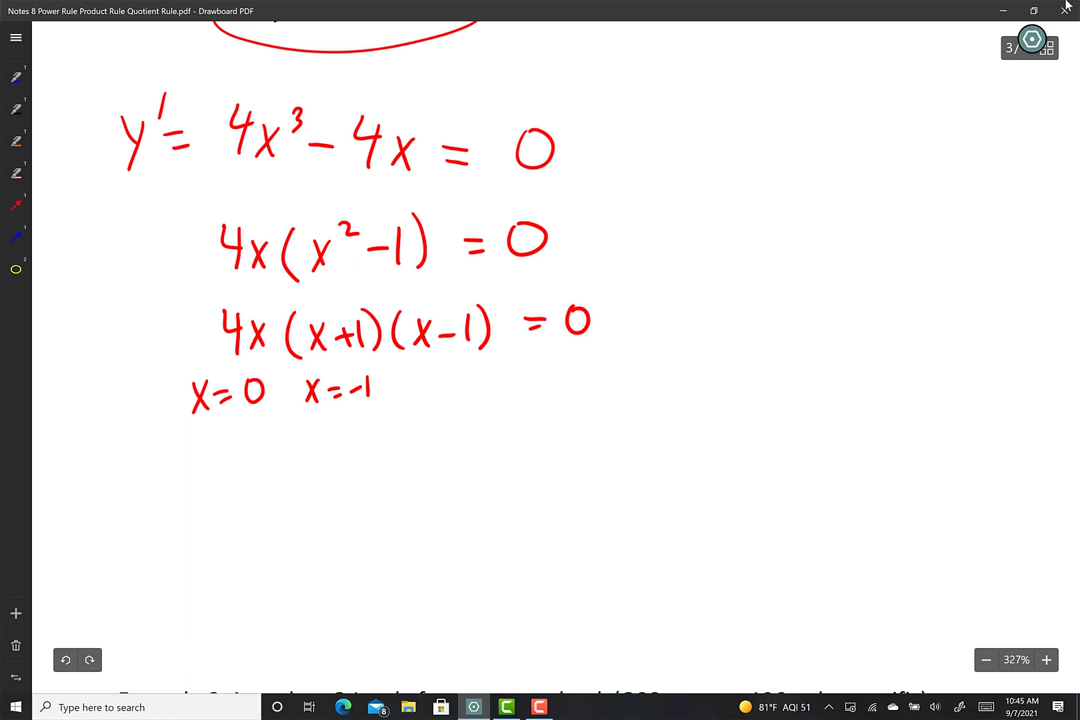 Notes 8 Power Rule Product Rule Quotient Rule.pdf - Drawboard PDF
3/
y' = 4x³ - 4x = 0
4x(x² - 1) = 0
4x(x+1)(x-1) = 0
x = 0 x = -1
327%
Type here to search
8
81°F AQI 51
10:45 AM
9/7/2021